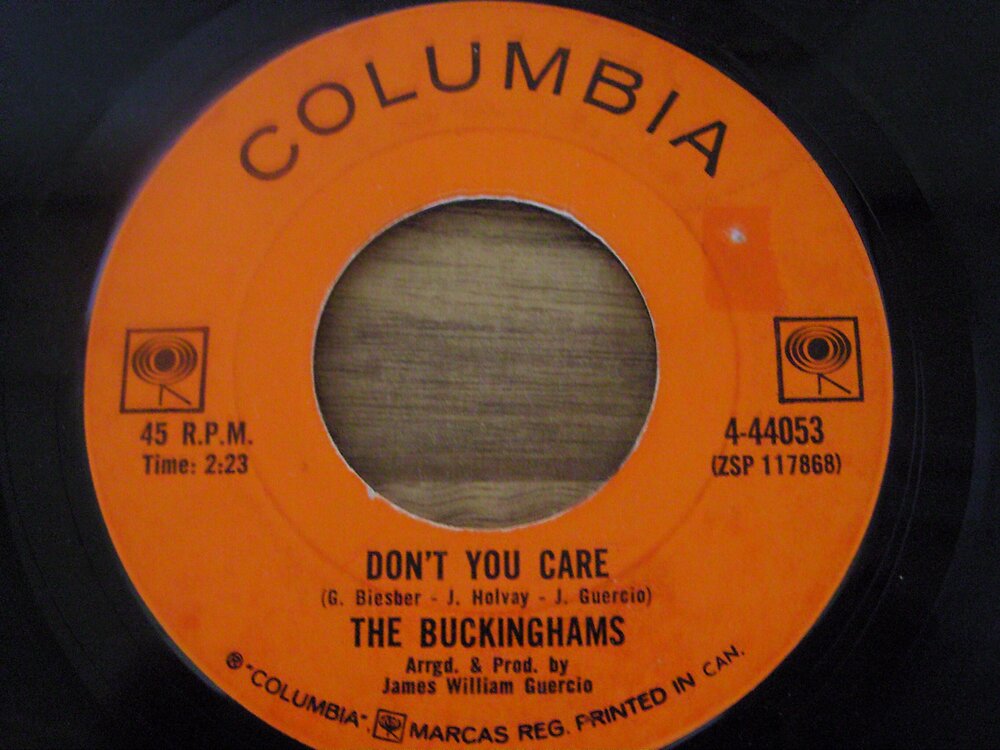 COLUMBIA
45 R.P.M.
Time: 2:23
4-44053
(ZSP 117868)
DON'T YOU CARE
(G. Biesber - J. Holvay - J. Guercio)
THE BUCKINGHAMS
Arrgd. & Prod. by
James William Guercio
® "COLUMBIA", MARCAS REG. PRINTED IN CAN.